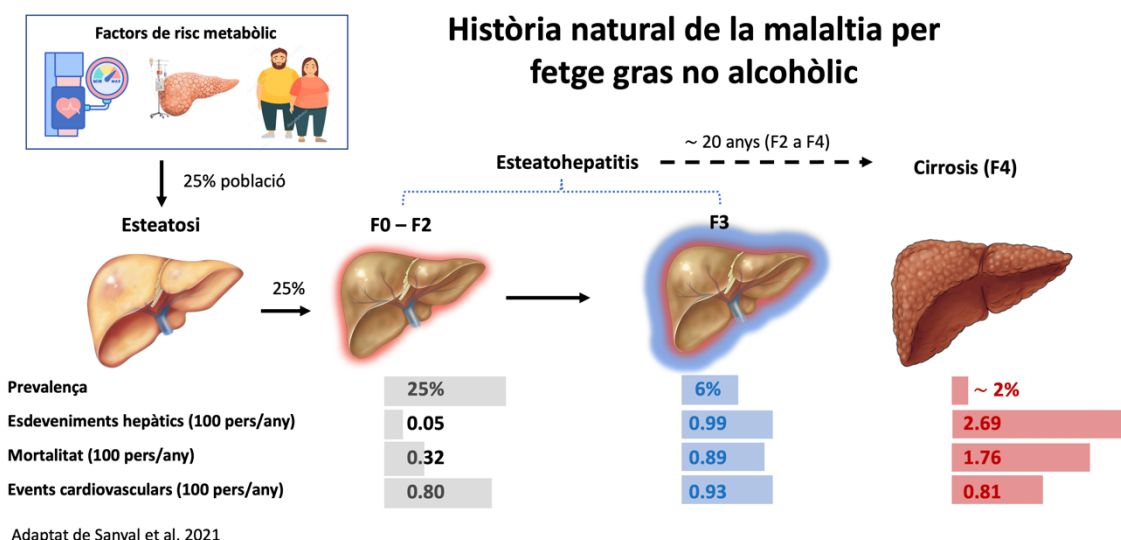 Factors de risc metabòlic
Història natural de la malaltia per
fetge gras no alcohòlic
MIN MAX
25% població
Esteatohepatitis
~ 20 anys (F2 a F4)
Cirrosis (F4)
Esteatosi
F0 – F2
F3
25%
Prevalença 25% 6% ~ 2%
Esdeveniments hepàtics (100 pers/any) 0.05 0.99 2.69
Mortalitat (100 pers/any) 0.32 0.89 1.76
Events cardiovasculars (100 pers/any) 0.80 0.93 0.81
Adaptat de Sanyal et al. 2021